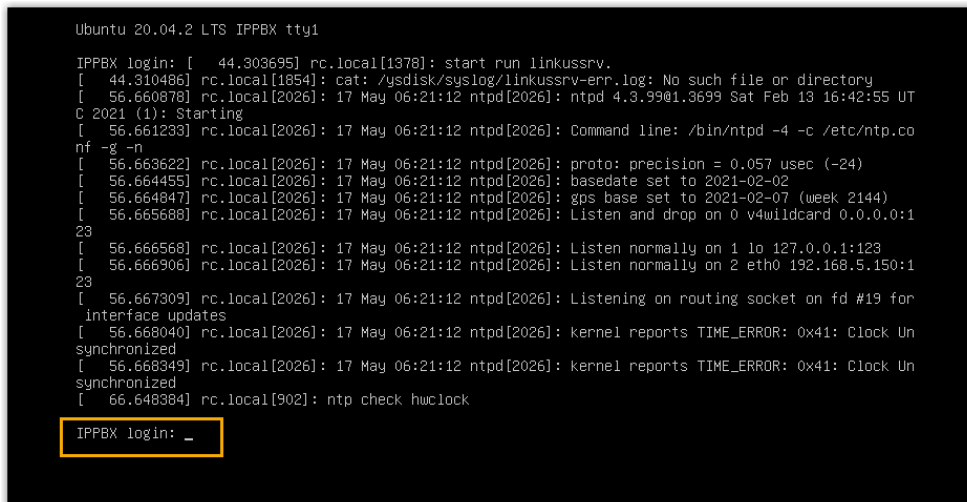 Ubuntu 20.04.2 LTS IPPBX tty1
IPPBX login: [   44.303695] rc.local[1378]: start run linkussrv.
[   44.310486] rc.local[1854]: cat: /ysdisk/syslog/linkussrv-err.log: No such file or directory
[   56.660878] rc.local[2026]: 17 May 06:21:12 ntpd[2026]: ntpd 4.3.99@1.3699 Sat Feb 13 16:42:55 UT
C 2021 (1): Starting
[   56.661233] rc.local[2026]: 17 May 06:21:12 ntpd[2026]: Command line: /bin/ntpd -4 -c /etc/ntp.co
nf -g -n
[   56.663622] rc.local[2026]: 17 May 06:21:12 ntpd[2026]: proto: precision = 0.057 usec (-24)
[   56.664455] rc.local[2026]: 17 May 06:21:12 ntpd[2026]: basedate set to 2021-02-02
[   56.664847] rc.local[2026]: 17 May 06:21:12 ntpd[2026]: gps base set to 2021-02-07 (week 2144)
[   56.665688] rc.local[2026]: 17 May 06:21:12 ntpd[2026]: Listen and drop on 0 v4wildcard 0.0.0.0:1
23
[   56.666568] rc.local[2026]: 17 May 06:21:12 ntpd[2026]: Listen normally on 1 lo 127.0.0.1:123
[   56.666906] rc.local[2026]: 17 May 06:21:12 ntpd[2026]: Listen normally on 2 eth0 192.168.5.150:1
23
[   56.667309] rc.local[2026]: 17 May 06:21:12 ntpd[2026]: Listening on routing socket on fd #19 for
 interface updates
[   56.668040] rc.local[2026]: 17 May 06:21:12 ntpd[2026]: kernel reports TIME_ERROR: 0x41: Clock Un
synchronized
[   56.668349] rc.local[2026]: 17 May 06:21:12 ntpd[2026]: kernel reports TIME_ERROR: 0x41: Clock Un
synchronized
[   66.648384] rc.local[902]: ntp check hwclock
IPPBX login: _